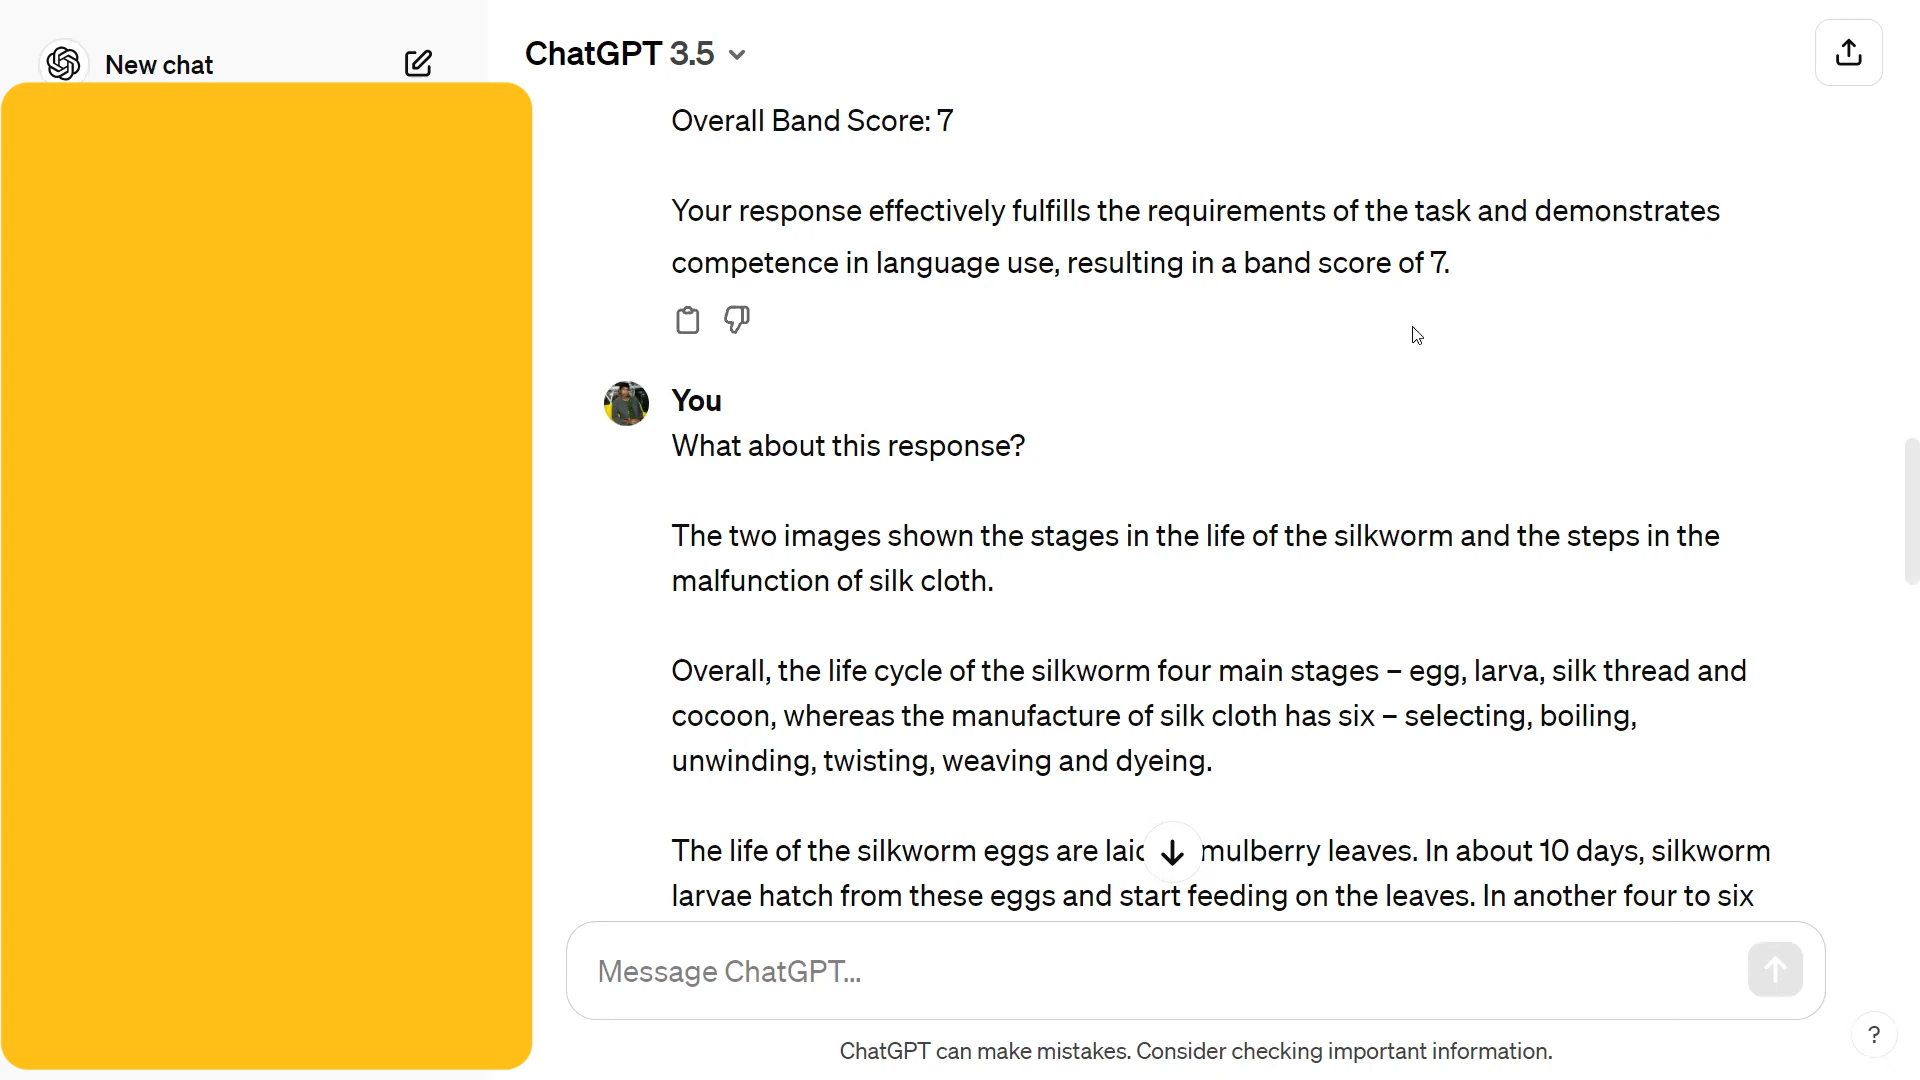 New chat
ChatGPT 3.5
Overall Band Score: 7
Your response effectively fulfills the requirements of the task and demonstrates
competence in language use, resulting in a band score of 7.
You
What about this response?
The two images shown the stages in the life of the silkworm and the steps in the
malfunction of silk cloth.
Overall, the life cycle of the silkworm four main stages – egg, larva, silk thread and
cocoon, whereas the manufacture of silk cloth has six – selecting, boiling,
unwinding, twisting, weaving and dyeing.
The life of the silkworm eggs are mulberry leaves. In about 10 days, silkworm
larvae hatch from these eggs and start feeding on the leaves. In another four to six
Message ChatGPT...
ChatGPT can make mistakes. Consider checking important information.
?